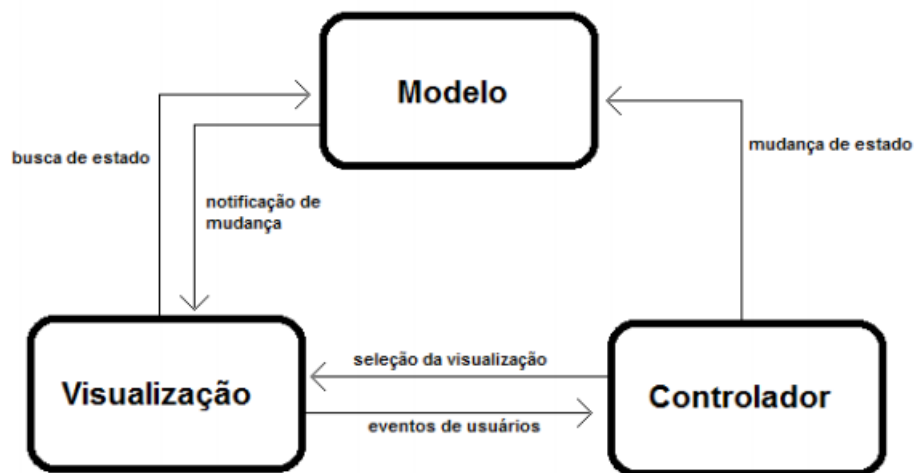 Modelo
busca de estado
mudança de estado
notificação de
mudança
Visualização
seleção da visualização
eventos de usuários
Controlador